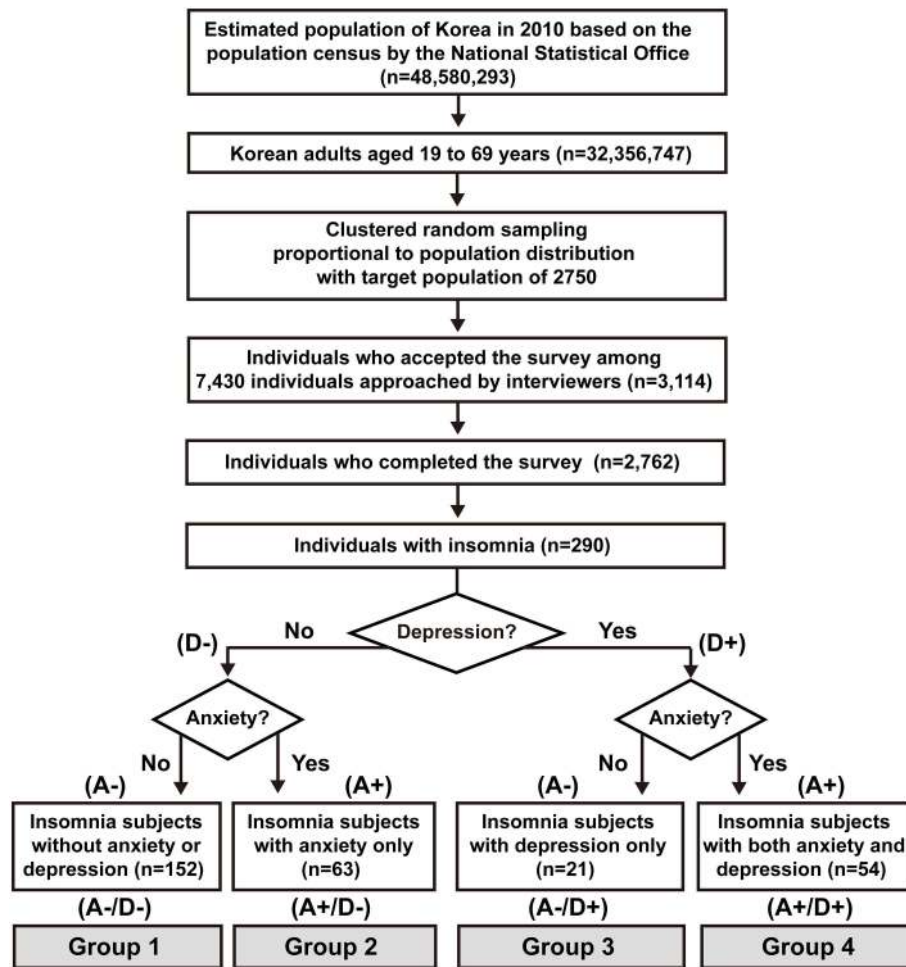 Estimated population of Korea in 2010 based on the
population census by the National Statistical Office
(n=48,580,293)
Korean adults aged 19 to 69 years (n=32,356,747)
Clustered random sampling
proportional to population distribution
with target population of 2750
Individuals who accepted the survey among
7,430 individuals approached by interviewers (n=3,114)
Individuals who completed the survey (n=2,762)
Individuals with insomnia (n=290)
Depression?
No
Yes
(D-)
(D+)
Anxiety?
Anxiety?
No
Yes
No
Yes
(A-)
(A+)
(A-)
(A+)
Insomnia subjects
without anxiety or
depression (n=152)
Insomnia subjects
with anxiety only
(n=63)
Insomnia subjects
with depression only
(n=21)
Insomnia subjects
with both anxiety and
depression (n=54)
(A-/D-)
(A+/D-)
(A-/D+)
(A+/D+)
Group 1
Group 2
Group 3
Group 4